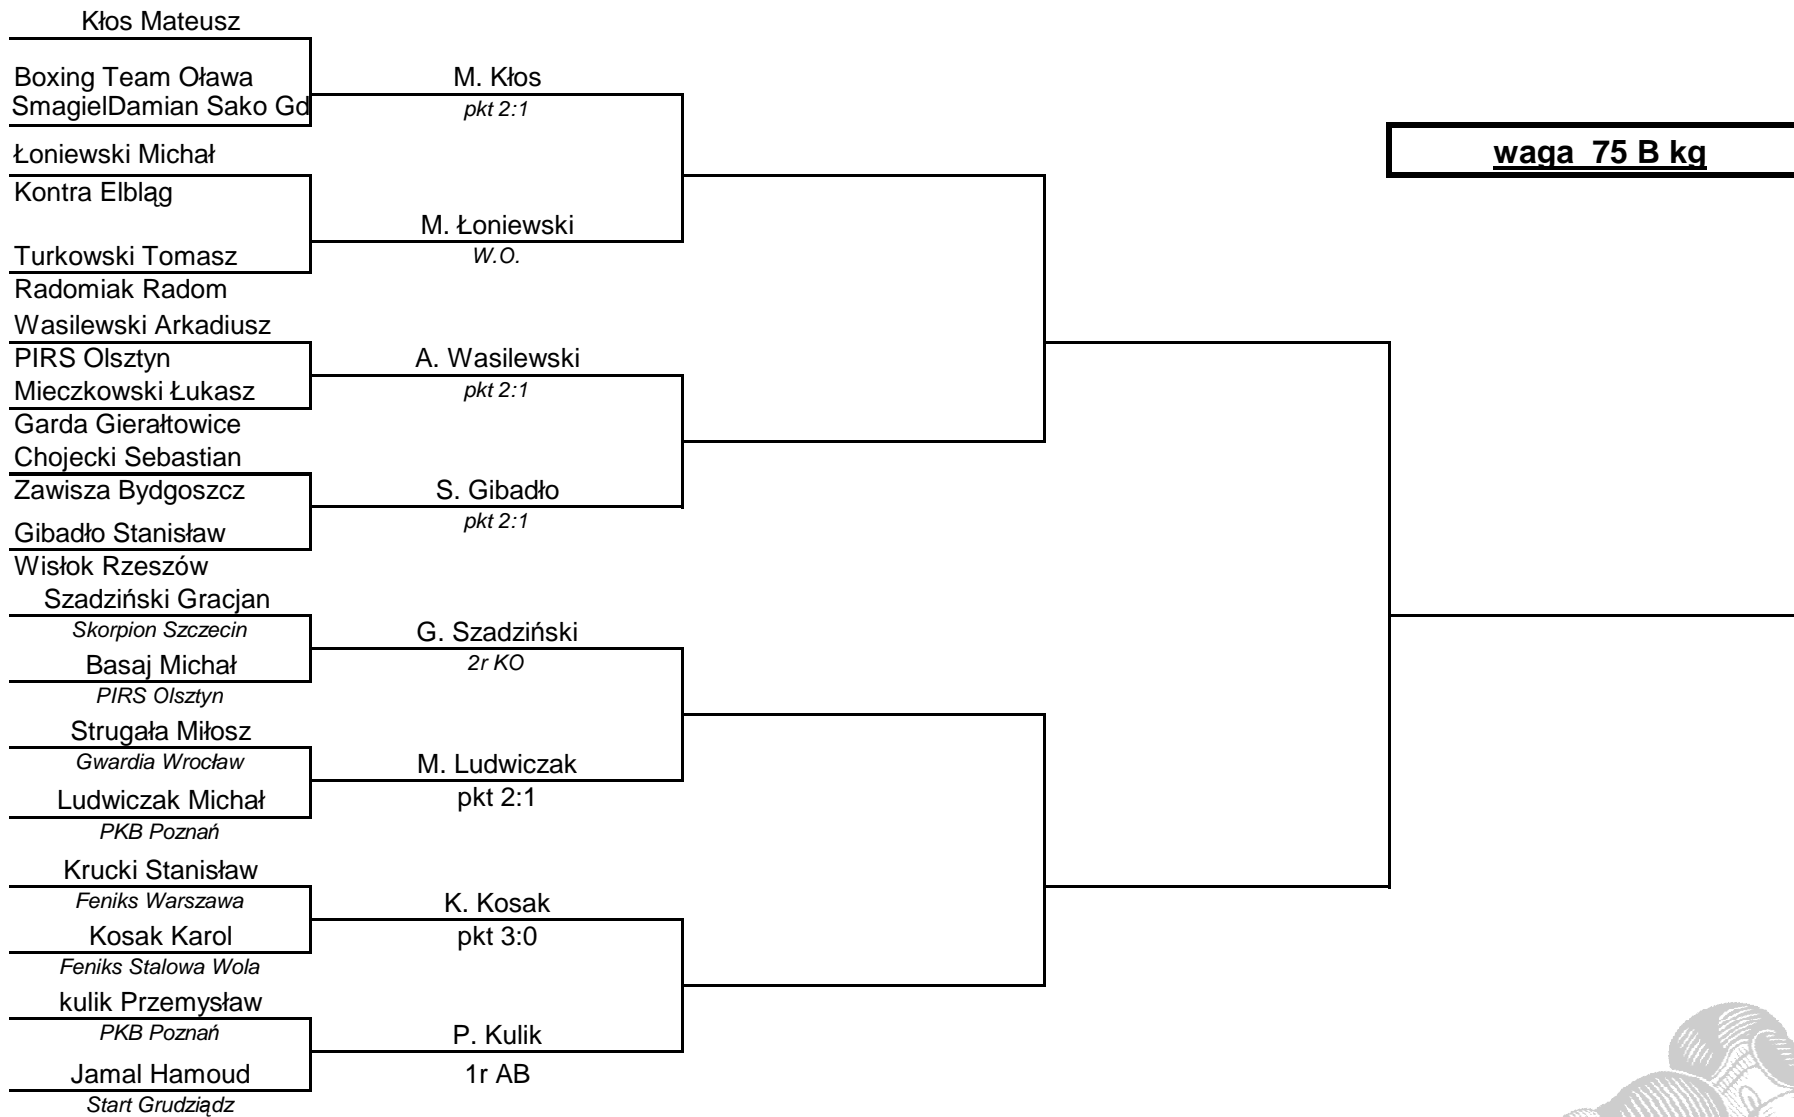 Kłos Mateusz
Boxing Team Oława
SmagielDamian Sako Gd
Łoniewski Michał
Kontra Elbląg
Turkowski Tomasz
Radomiak Radom
Wasilewski Arkadiusz
PIRS Olsztyn
Mieczkowski Łukasz
Garda Gierałtowice
Chojecki Sebastian
Zawisza Bydgoszcz
Gibadło Stanisław
Wisłok Rzeszów
Szadziński Gracjan
Skorpion Szczecin
Basaj Michał
PIRS Olsztyn
Strugała Miłosz
Gwardia Wrocław
Ludwiczak Michał
PKB Poznań
Krucki Stanisław
Feniks Warszawa
Kosak Karol
Feniks Stalowa Wola
kulik Przemysław
PKB Poznań
Jamal Hamoud
Start Grudziądz
M. Kłos
pkt 2:1
M. Łoniewski
W.O.
A. Wasilewski
pkt 2:1
S. Gibadło
pkt 2:1
G. Szadziński
2r KO
M. Ludwiczak
pkt 2:1
K. Kosak
pkt 3:0
P. Kulik
1r AB
waga 75 B kg